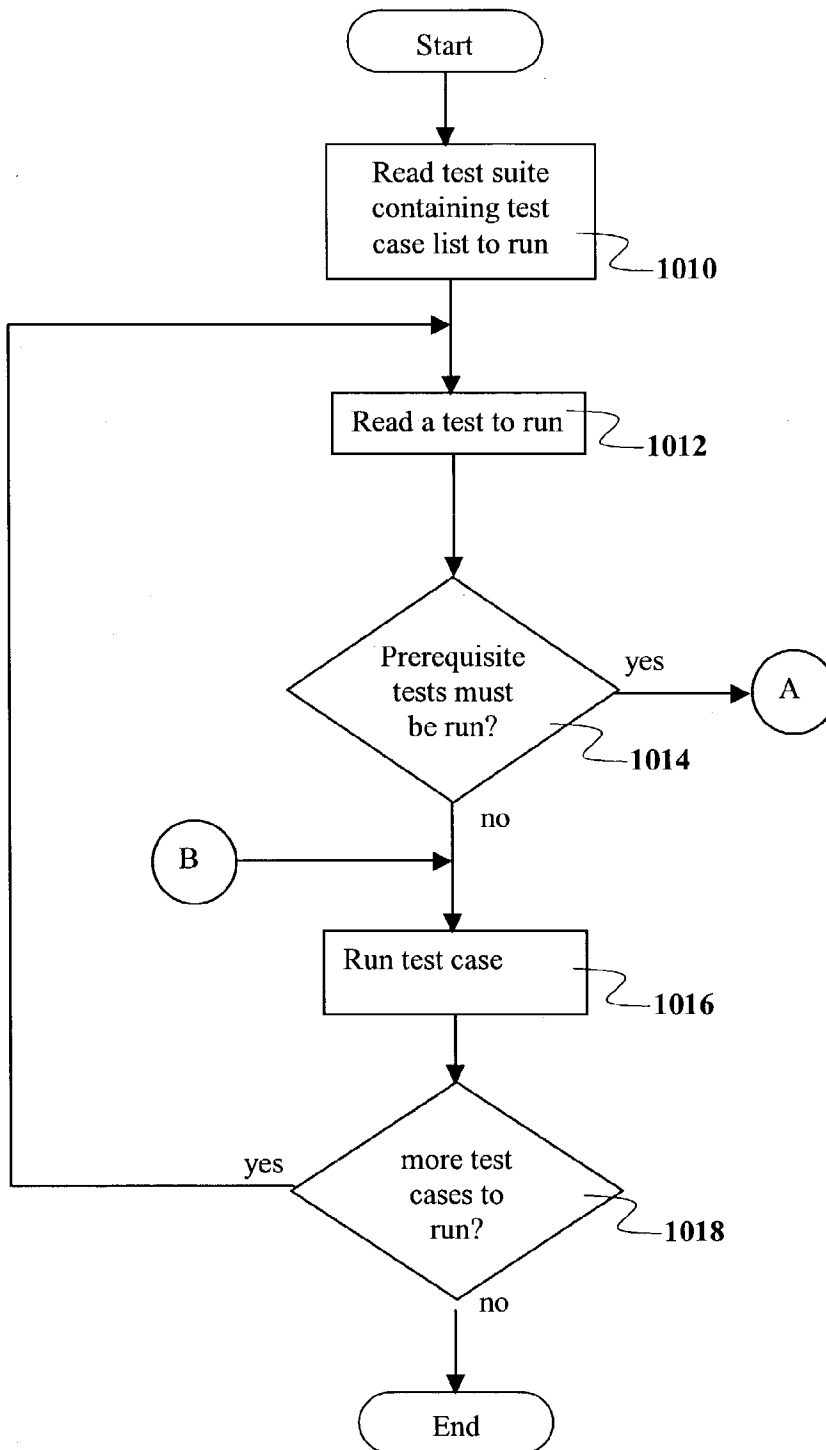 Start
Read test suite
containing test
case list to run
1010
Read a test to run
1012
Prerequisite
tests must
be run?
yes
A
1014
no
B
Run test case
1016
yes
more test
cases to
run?
1018
no
End